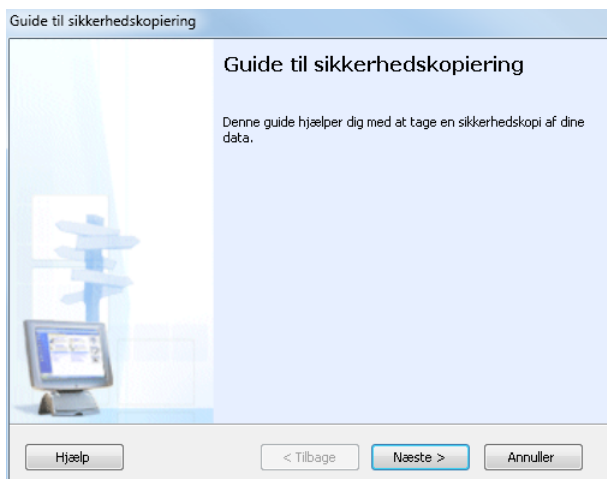 Guide til sikkerhedskopiering
Guide til sikkerhedskopiering
Denne guide hjælper dig med at tage en sikkerhedskopi af dine
data.
Hjælp
< Tilbage
Næste >
Annuller